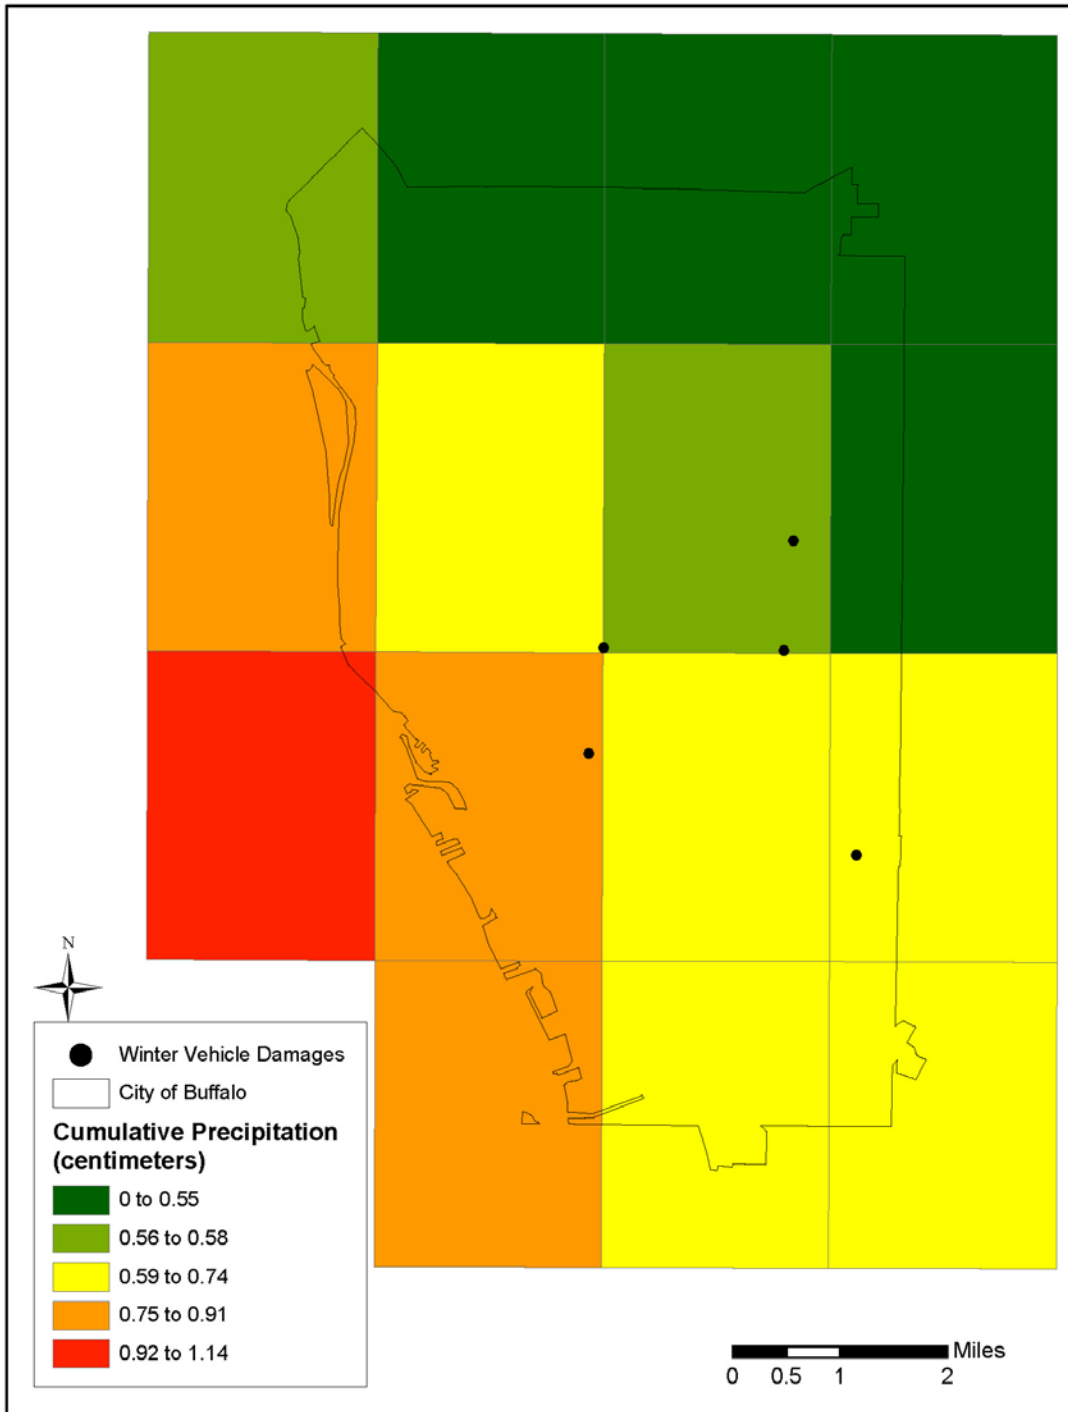 N
Winter Vehicle Damages
City of Buffalo
Cumulative Precipitation
(centimeters)
0 to 0.55
0.56 to 0.58
0.59 to 0.74
0.75 to 0.91
0.92 to 1.14
Miles
0 0.5 1 2